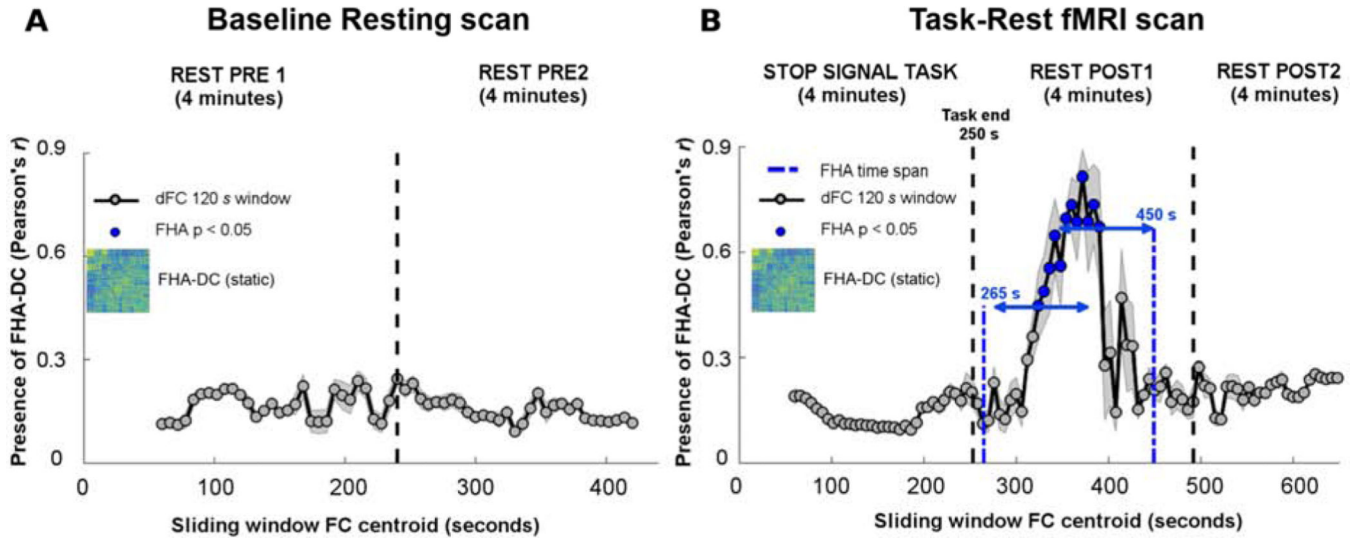 A
Baseline Resting scan
REST PRE 1
(4 minutes)
REST PRE2
(4 minutes)
Presence of FHA-DC (Pearson's r)
0.9
0.6
0.3
0
dFC 120 s window
FHA p < 0.05
FHA-DC (static)
0
100
200
300
400
Sliding window FC centroid (seconds)
B
Task-Rest fMRI scan
STOP SIGNAL TASK
(4 minutes)
REST POST1
(4 minutes)
REST POST2
(4 minutes)
Task end
250 s
Presence of FHA-DC (Pearson's r)
0.9
0.6
0.3
0
FHA time span
dFC 120 s window
FHA p < 0.05
FHA-DC (static)
450 s
265 s
0
100
200
300
400
500
600
Sliding window FC centroid (seconds)